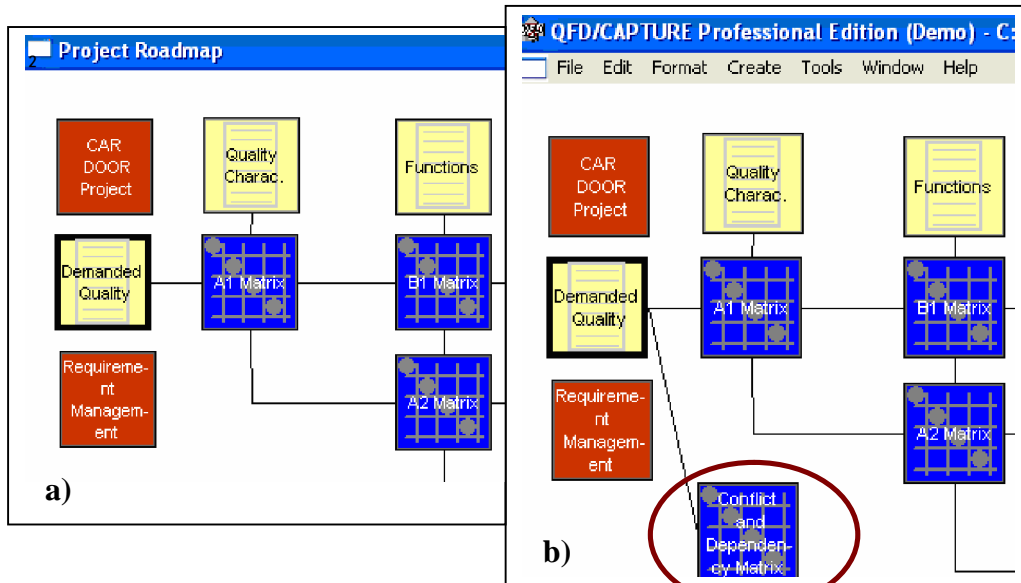 2
Project Roadmap
CAR
DOOR
Project
Quality
Charac.
Functions
Demanded
Quality
A1 Matrix
B1 Matrix
Requireme-
nt
Managem-
ent
A2 Matrix
a)
QFD/CAPTURE Professional Edition (Demo) - C:
File Edit Format Create Tools Window Help
CAR
DOOR
Project
Quality
Charac.
Functions
Demanded
Quality
A1 Matrix
B1 Matrix
Requireme-
nt
Managem-
ent
A2 Matrix
Conflict
and
Dependen-
cy Matrix
b)